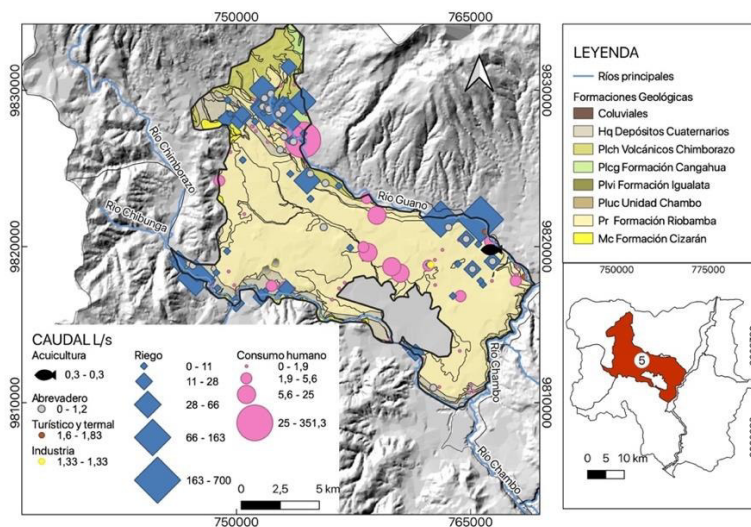 750000
765000
9830000
9820000
9810000
9830000
9820000
9810000
750000
765000
Río Chimborazo
Río Chibunga
Río Guano
Río Chambo
Río Chambo
CAUDAL L/s
Acuicultura
0,3 - 0,3
Abrevadero
0 - 1,2
Turístico y termal
1,6 - 1,83
Industria
1,33 - 1,33
Riego
0 - 11
11 - 28
28 - 66
66 - 163
163 - 700
Consumo humano
0 - 1,9
1,9 - 5,6
5,6 - 25
25 - 351,3
0 2,5 5 km
LEYENDA
Ríos principales
Formaciones Geológicas
Coluviales
Hq Depósitos Cuaternarios
Plch Volcánicos Chimborazo
Plcg Formación Cangahua
Plvi Formación Igualata
Pluc Unidad Chambo
Pr Formación Riobamba
Mc Formación Cizarán
750000
775000
5
0 5 10 km